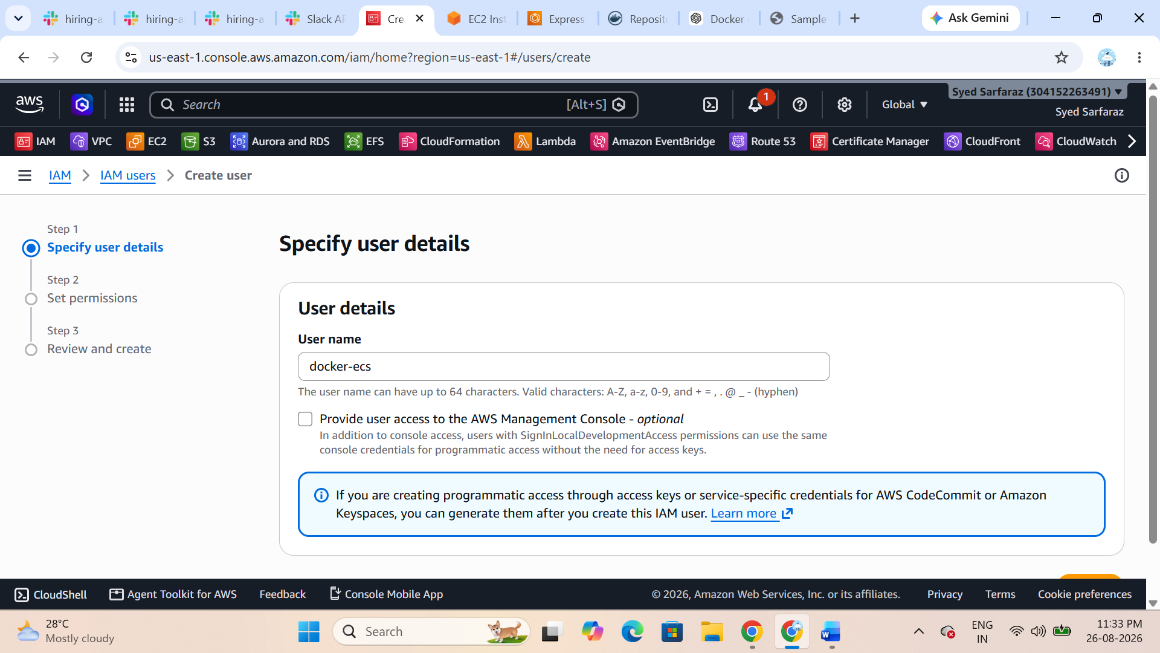 hiring-a
hiring-a
hiring-a
Slack AP
Cre
EC2 Inst
Express
Reposit
Docker
Sample
Ask Gemini
us-east-1.console.aws.amazon.com/iam/home?region=us-east-1#/users/create
aws
Search
[Alt+S]
1
Global
Syed Sarfaraz (304152263491)
Syed Sarfaraz
IAM
VPC
EC2
S3
Aurora and RDS
EFS
CloudFormation
Lambda
Amazon EventBridge
Route 53
Certificate Manager
CloudFront
CloudWatch
IAM
IAM users
Create user
Step 1
Specify user details
Step 2
Set permissions
Step 3
Review and create
Specify user details
User details
User name
docker-ecs
The user name can have up to 64 characters. Valid characters: A-Z, a-z, 0-9, and + = , . @ _ - (hyphen)
Provide user access to the AWS Management Console - optional
In addition to console access, users with SignInLocalDevelopmentAccess permissions can use the same
console credentials for programmatic access without the need for access keys.
If you are creating programmatic access through access keys or service-specific credentials for AWS CodeCommit or Amazon
Keyspaces, you can generate them after you create this IAM user. Learn more
CloudShell
Agent Toolkit for AWS
Feedback
Console Mobile App
© 2026, Amazon Web Services, Inc. or its affiliates.
Privacy
Terms
Cookie preferences
28°C
Mostly cloudy
Search
ENG
IN
11:33 PM
26-08-2026